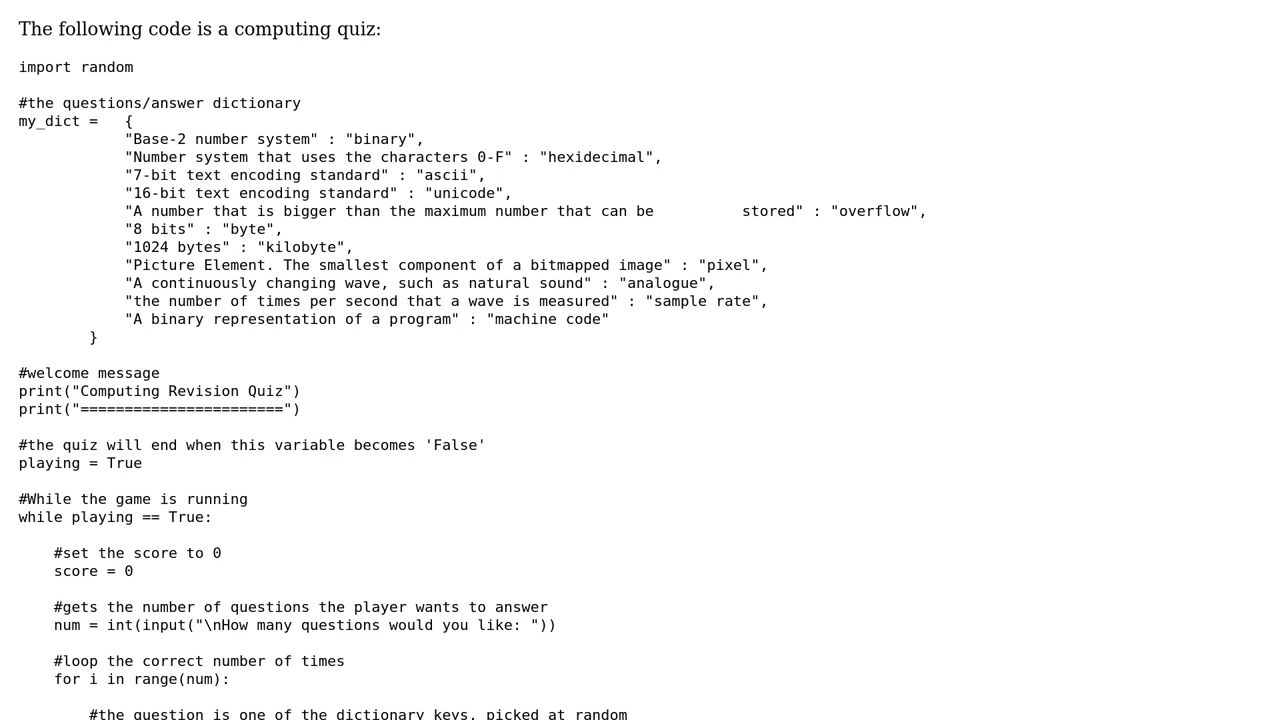 The following code is a computing quiz:
import random
#the questions/answer dictionary
my_dict =   {
            "Base-2 number system" : "binary",
            "Number system that uses the characters 0-F" : "hexidecimal",
            "7-bit text encoding standard" : "ascii",
            "16-bit text encoding standard" : "unicode",
            "A number that is bigger than the maximum number that can be          stored" : "overflow",
            "8 bits" : "byte",
            "1024 bytes" : "kilobyte",
            "Picture Element. The smallest component of a bitmapped image" : "pixel",
            "A continuously changing wave, such as natural sound" : "analogue",
            "the number of times per second that a wave is measured" : "sample rate",
            "A binary representation of a program" : "machine code"
        }
#welcome message
print("Computing Revision Quiz")
print("=======================")
#the quiz will end when this variable becomes 'False'
playing = True
#While the game is running
while playing == True:
    #set the score to 0
    score = 0
    #gets the number of questions the player wants to answer
    num = int(input("\nHow many questions would you like: "))
    #loop the correct number of times
    for i in range(num):
        #the question is one of the dictionary keys, picked at random